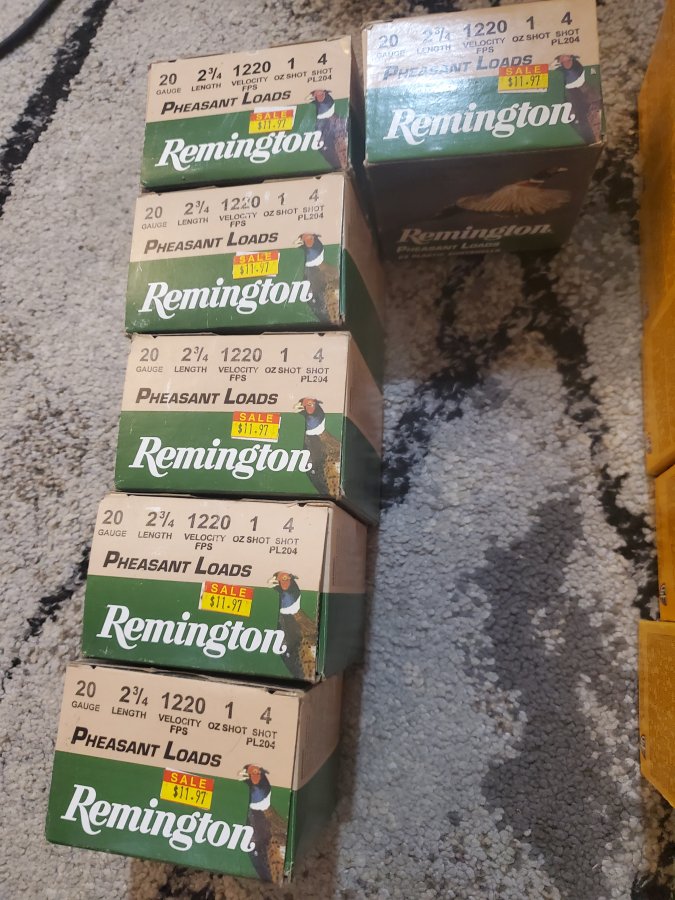 20 2¾ 1220 1 4
GAUGE LENGTH VELOCITY OZ SHOT SHOT
FPS PL204
PHEASANT LOADS
SALE
$11.97
Remington
20 2¾ 1220 1 4
GAUGE LENGTH VELOCITY OZ SHOT SHOT
FPS PL204
PHEASANT LOADS
SALE
$11.97
Remington
Remington
PHEASANT LOADS
20 2¾ 1220 1 4
GAUGE LENGTH VELOCITY OZ SHOT SHOT
FPS PL204
PHEASANT LOADS
SALE
$11.97
Remington
20 2¾ 1220 1 4
GAUGE LENGTH VELOCITY OZ SHOT SHOT
FPS PL204
PHEASANT LOADS
SALE
$11.97
Remington
20 2¾ 1220 1 4
GAUGE LENGTH VELOCITY OZ SHOT SHOT
FPS PL204
PHEASANT LOADS
SALE
$11.97
Remington
20 2¾ 1220 1 4
GAUGE LENGTH VELOCITY OZ SHOT SHOT
FPS PL204
PHEASANT LOADS
SALE
$11.97
Remington